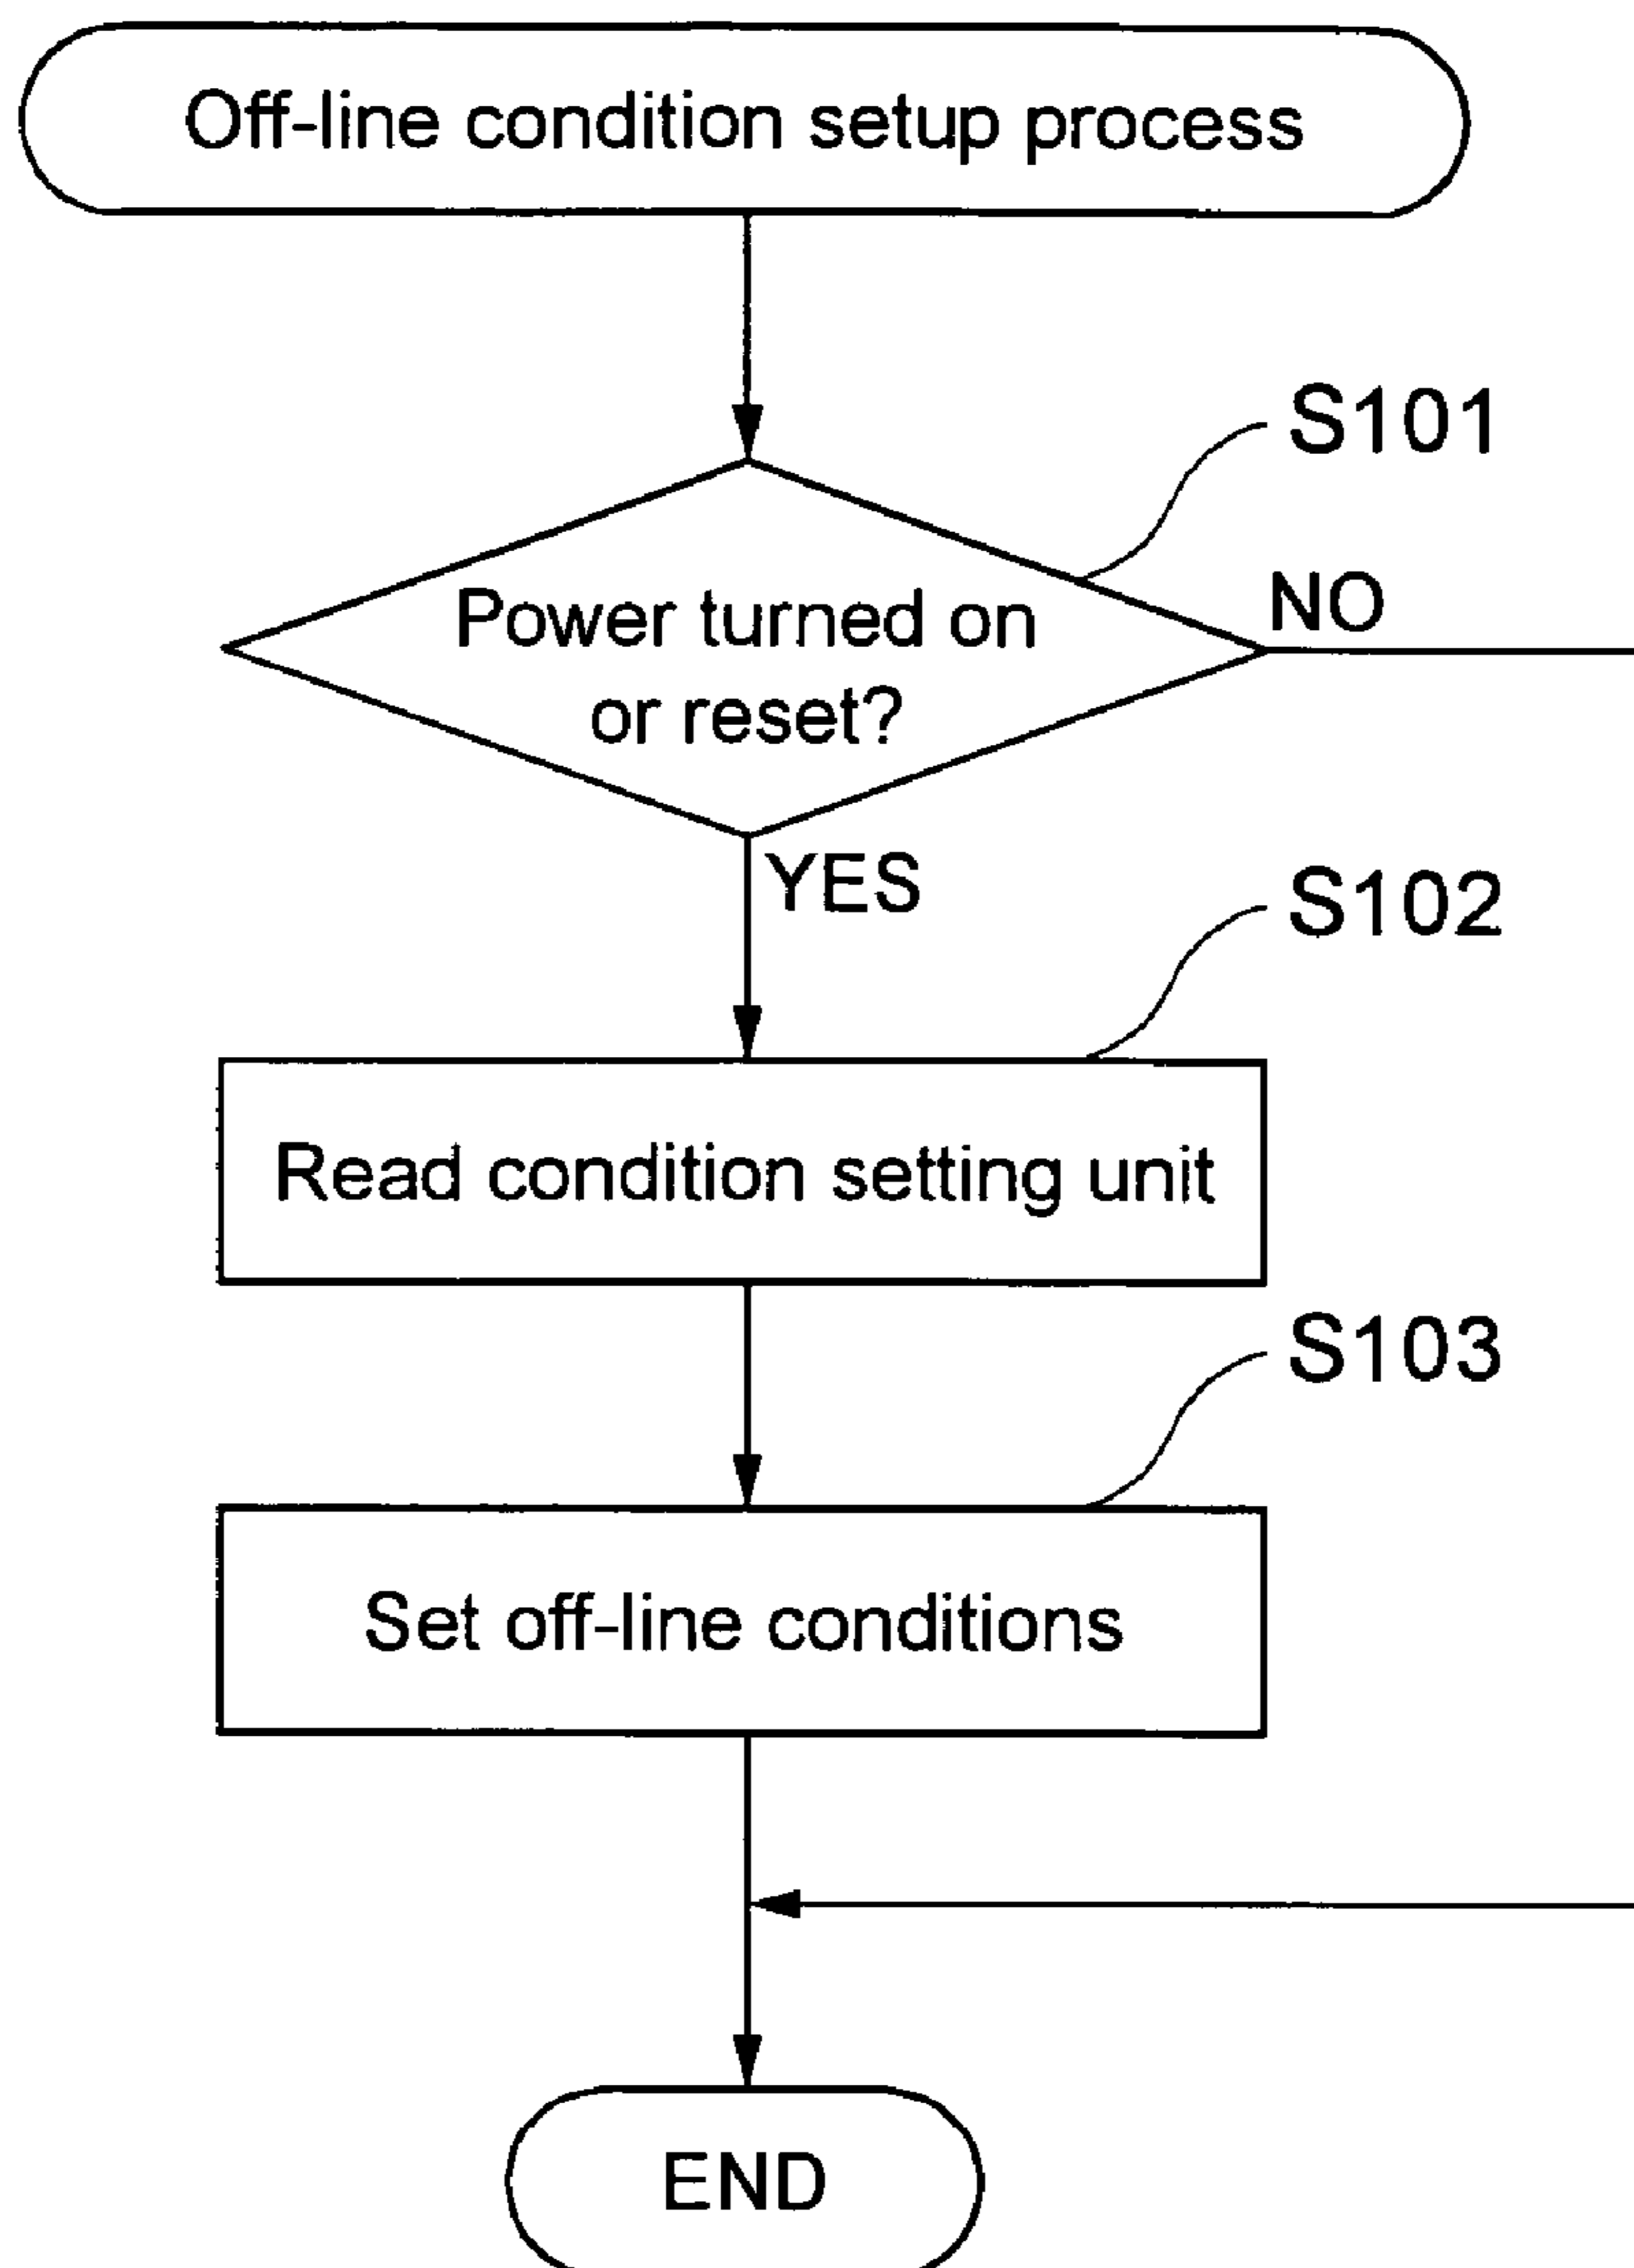 Off-line condition setup process
S101
Power turned on
or reset?
NO
YES
S102
Read condition setting unit
S103
Set off-line conditions
END